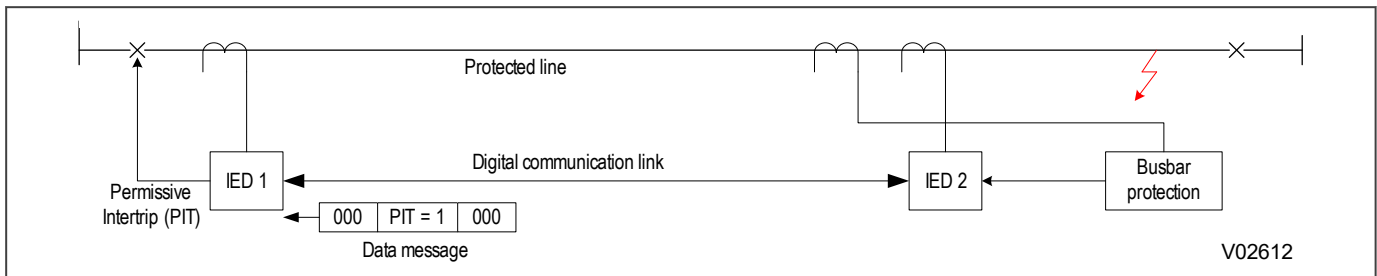 Protected line
Digital communication link
IED 1
IED 2
Busbar
protection
Permissive
Intertrip (PIT)
000 PIT = 1 000
Data message
V02612